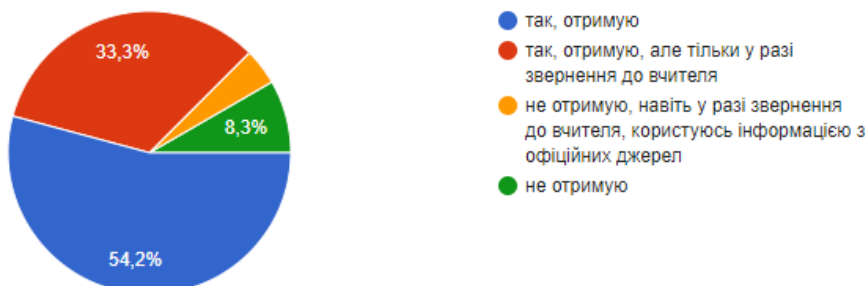 33,3%
8,3%
54,2%
так, отримую
так, отримую, але тільки у разі
звернення до вчителя
не отримую, навіть у разі звернення
до вчителя, користуюсь інформацією з
офіційних джерел
не отримую